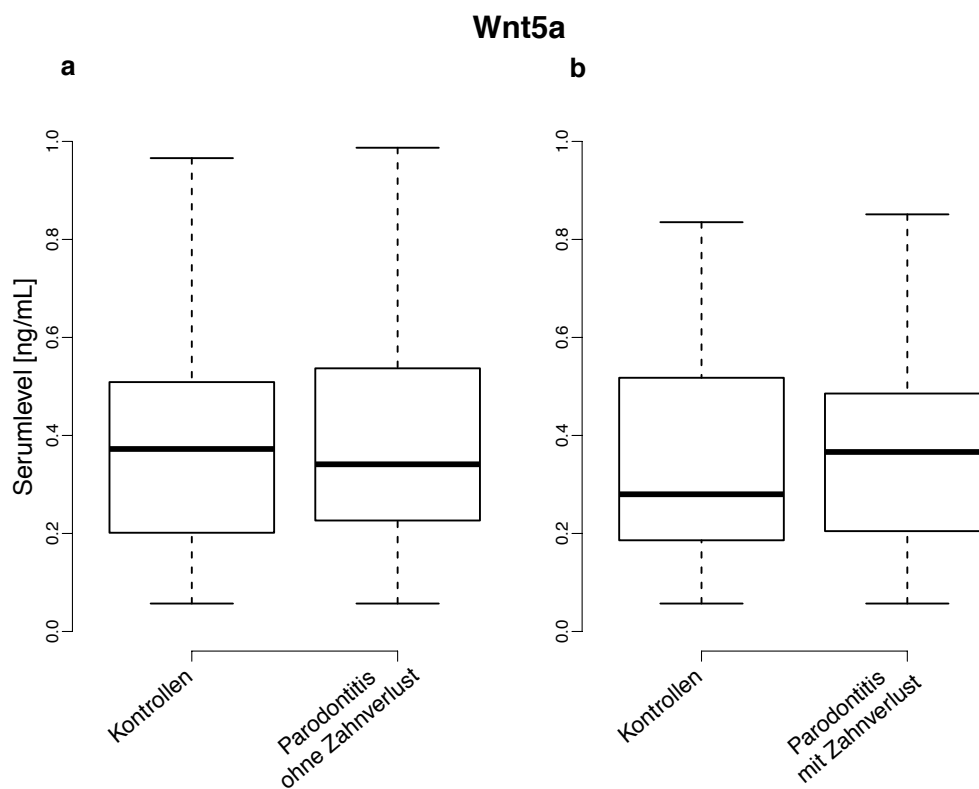 Wnt5a
a
Serumlevel [ng/mL]
1.0
0.8
0.6
0.4
0.2
0.0
Kontrollen
Parodontitis
ohne Zahnverlust
b
1.0
0.8
0.6
0.4
0.2
0.0
Kontrollen
Parodontitis
mit Zahnverlust